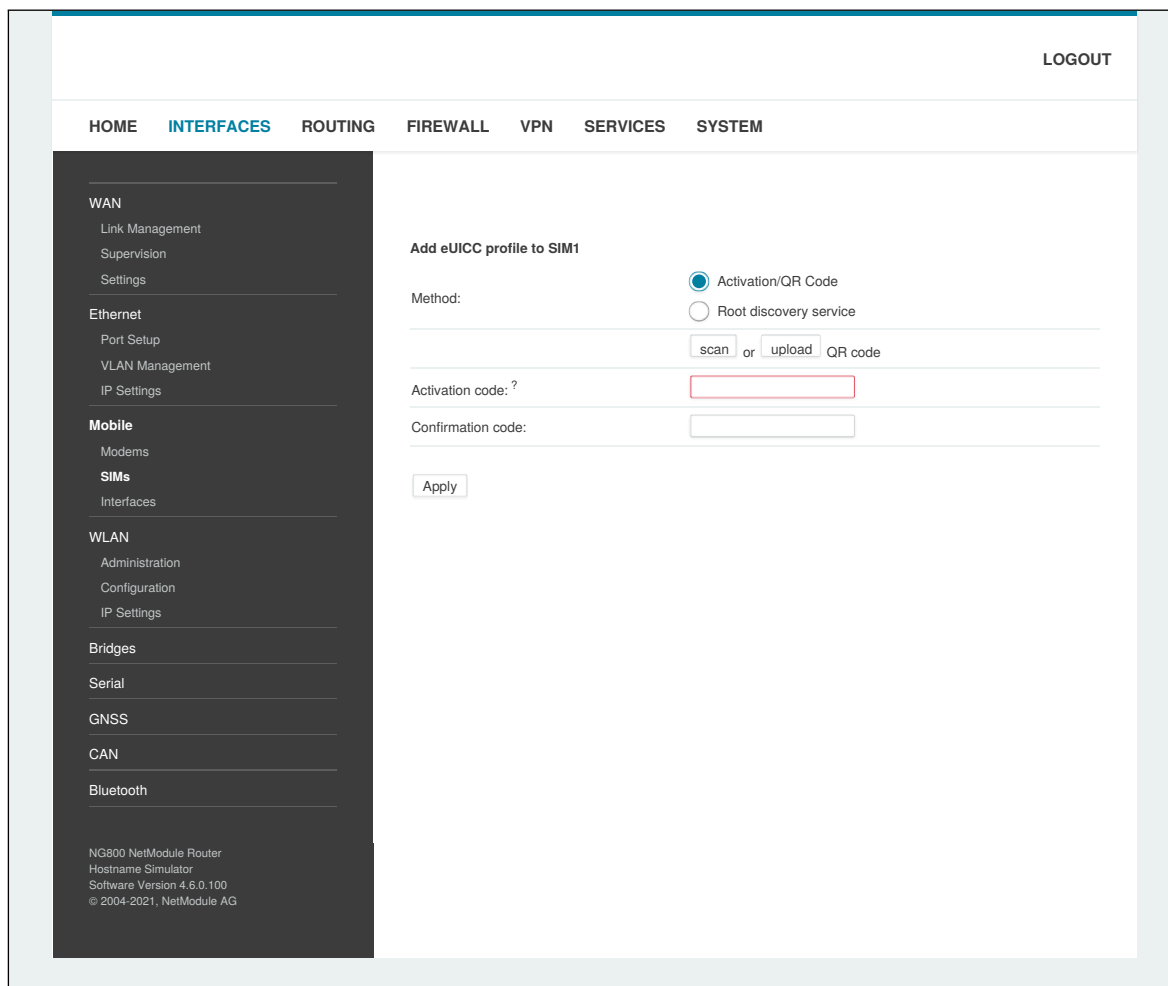 LOGOUT
HOME INTERFACES ROUTING FIREWALL VPN SERVICES SYSTEM
WAN
Link Management
Supervision
Settings
Ethernet
Port Setup
VLAN Management
IP Settings
Mobile
Modems
SIMs
Interfaces
WLAN
Administration
Configuration
IP Settings
Bridges
Serial
GNSS
CAN
Bluetooth
NG800 NetModule Router
Hostname Simulator
Software Version 4.6.0.100
© 2004-2021, NetModule AG
Add eUICC profile to SIM1
Method:
Activation/QR Code
Root discovery service
scan or upload QR code
Activation code: ?
Confirmation code:
Apply